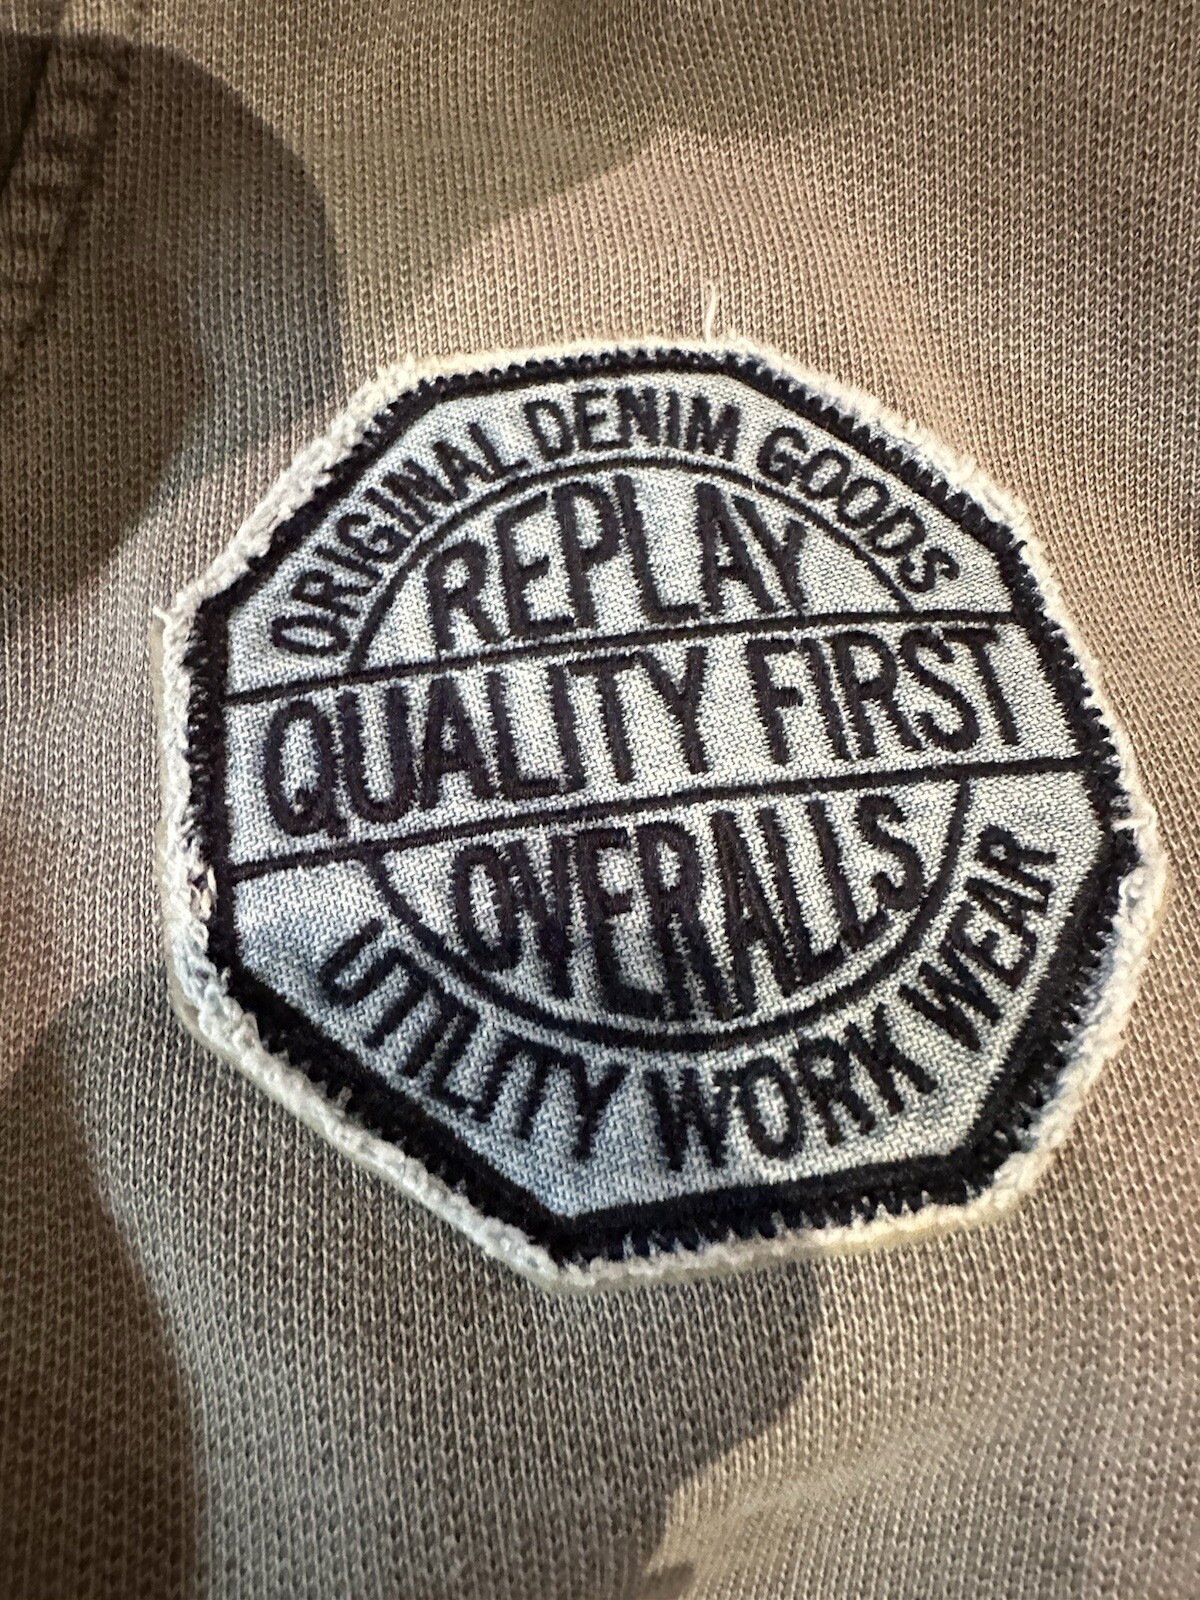 ORIGINAL DENIM GOODS
REPLAY
QUALITY FIRST
OVERALLS
UTILITY WORK WEAR